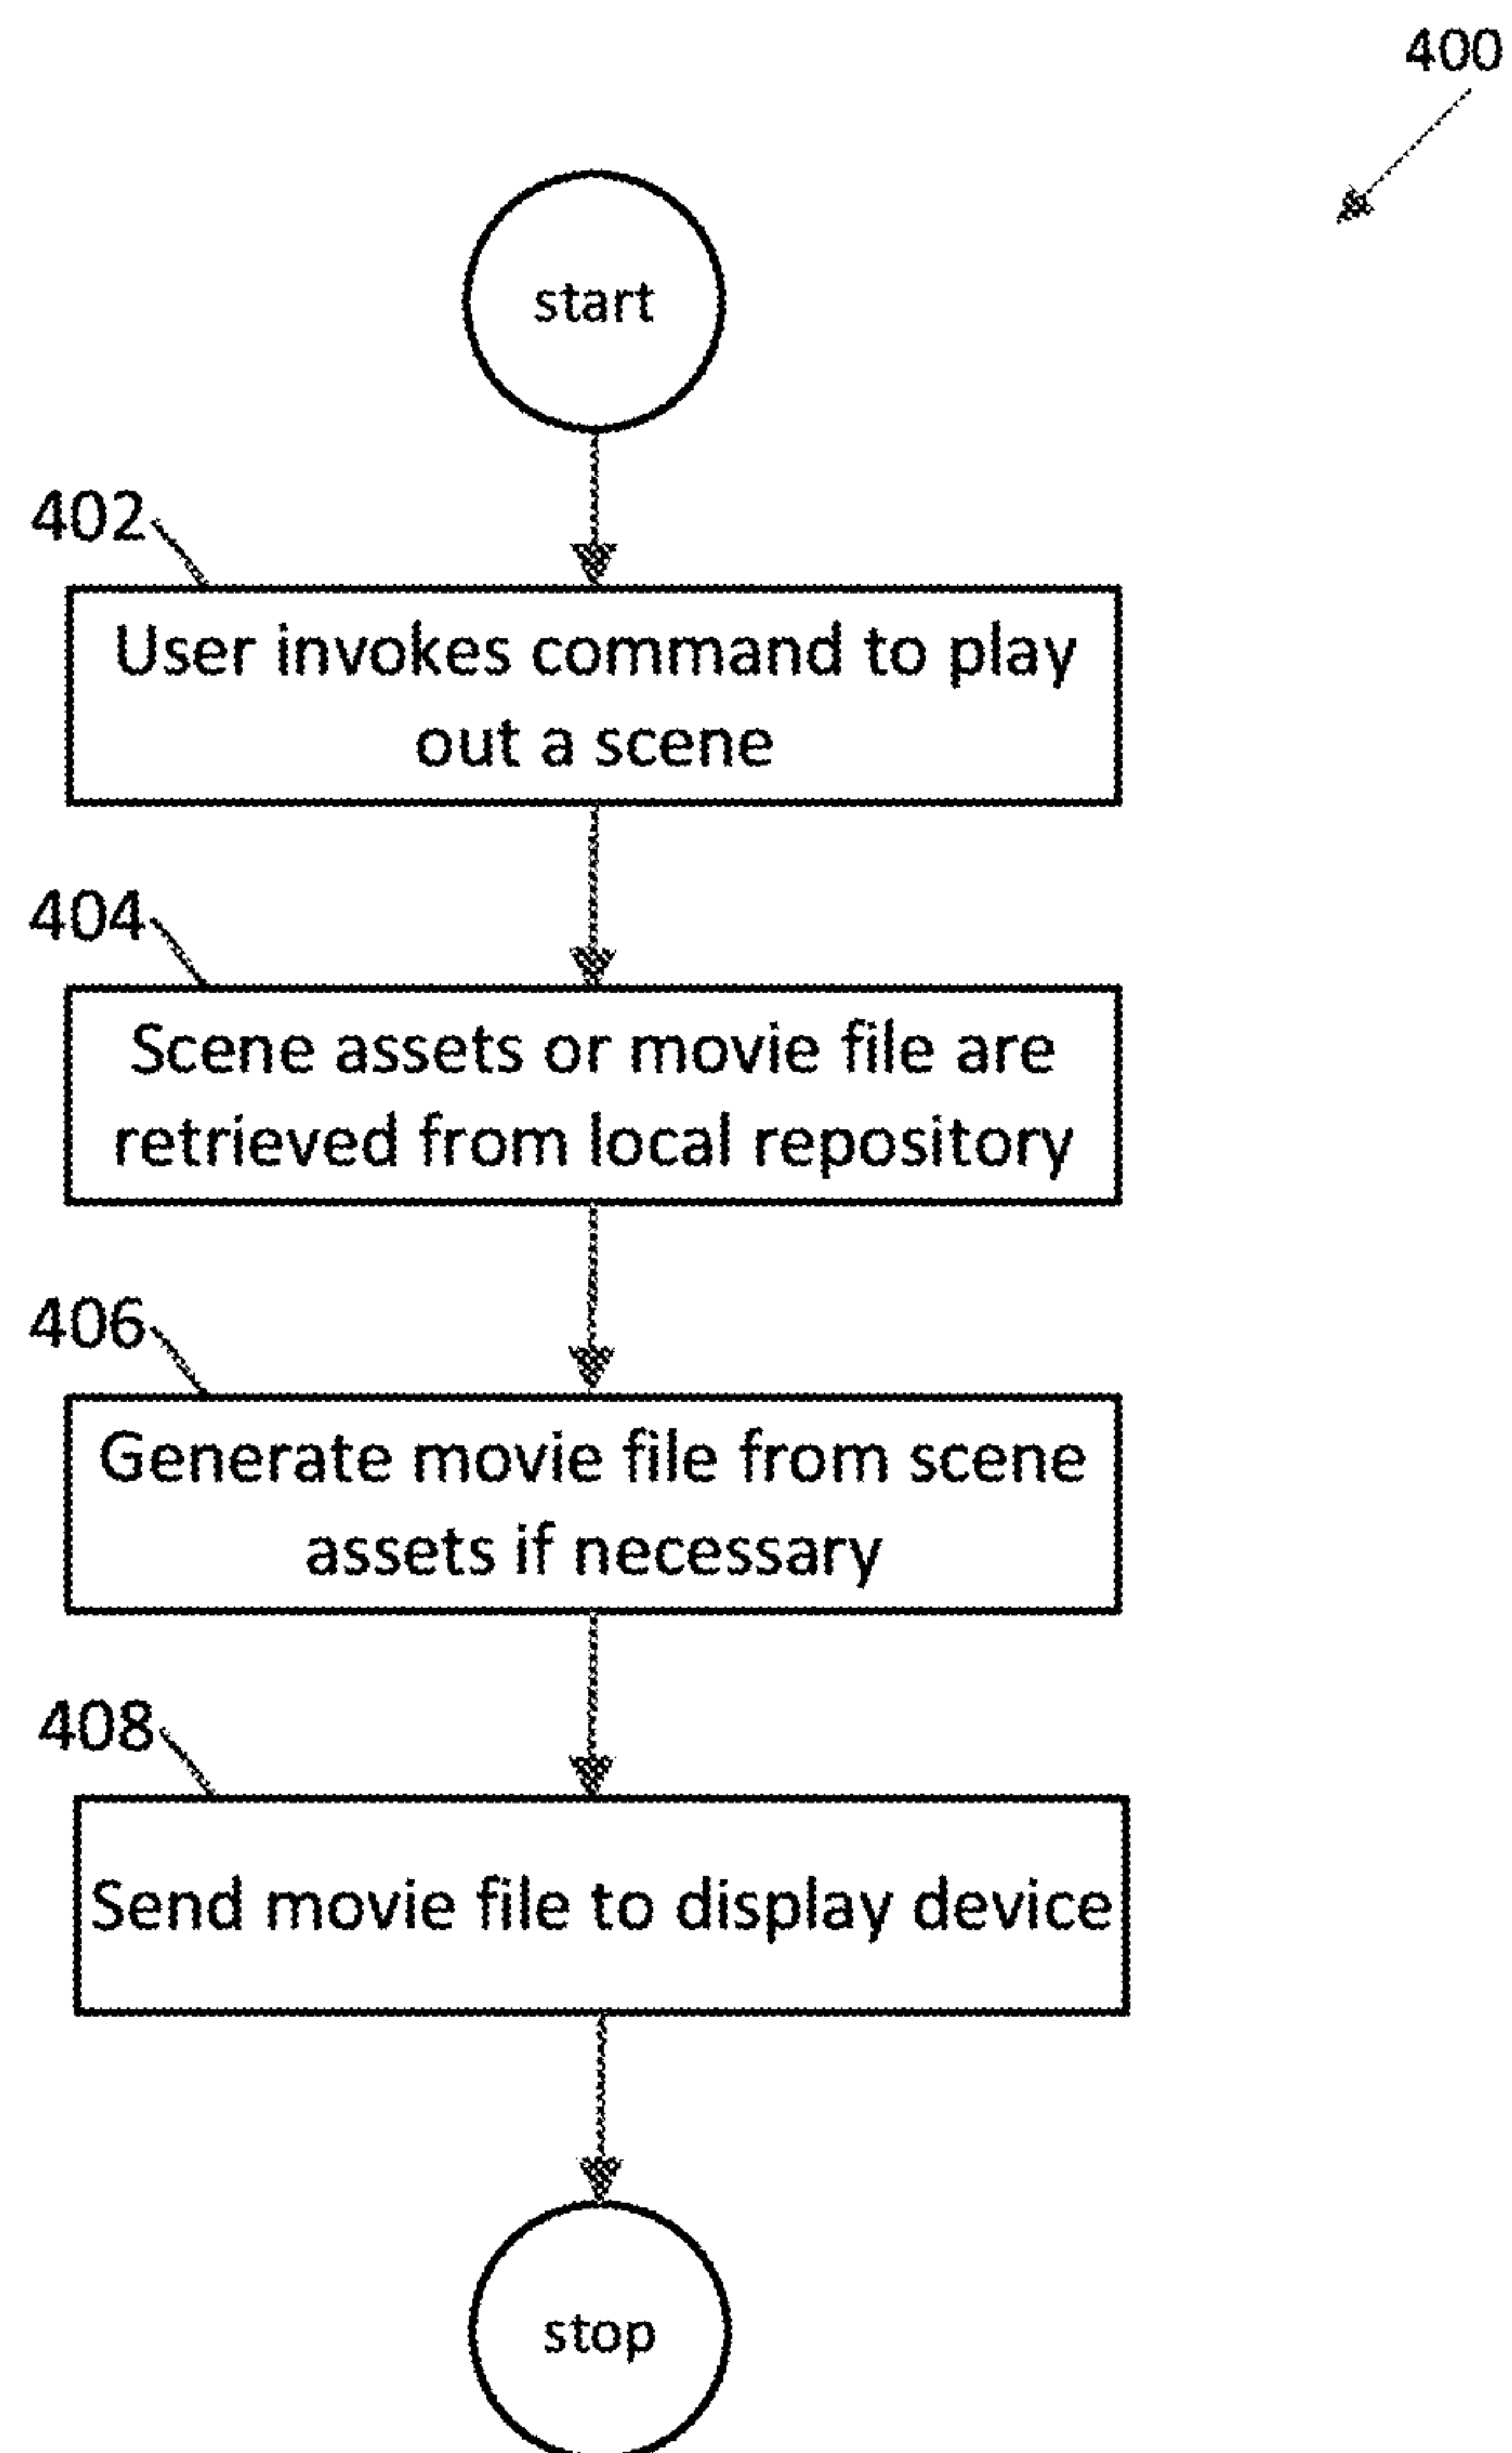 400
start
402
User invokes command to play
out a scene
404
Scene assets or movie file are
retrieved from local repository
406
Generate movie file from scene
assets if necessary
408
Send movie file to display device
stop